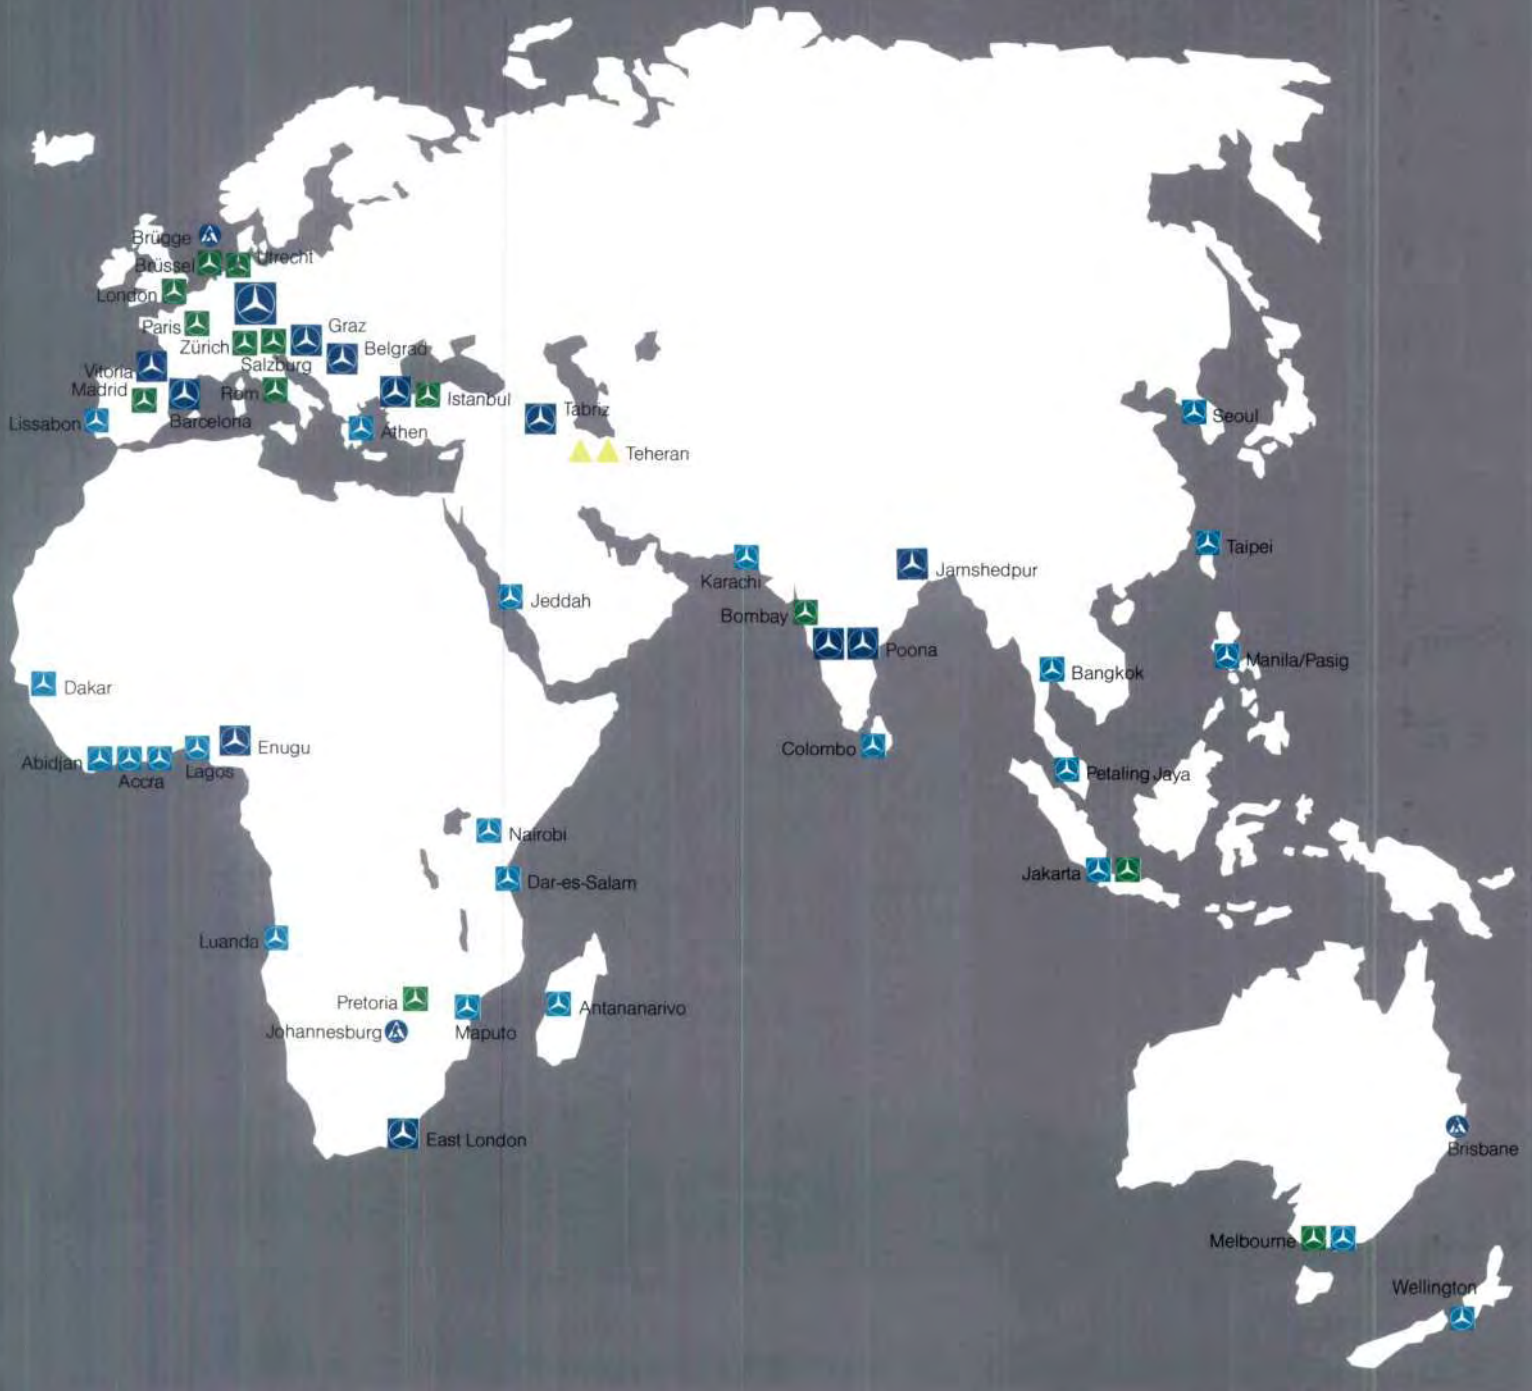 Brügge
Brüssel
Utrecht
London
Paris
Graz
Zürich
Belgrad
Salzburg
Vitoria
Madrid
Rom
Istanbul
Lissabon
Barcelona
Athen
Tabriz
Teheran
Seoul
Taipei
Karachi
Jamshedpur
Jeddah
Bombay
Poona
Manila/Pasig
Bangkok
Dakar
Enugu
Colombo
Abidjan
Lagos
Accra
Petaling Jaya
Nairobi
Jakarta
Dar-es-Salam
Luanda
Pretoria
Antananarivo
Johannesburg
Maputo
East London
Brisbane
Melbourne
Wellington